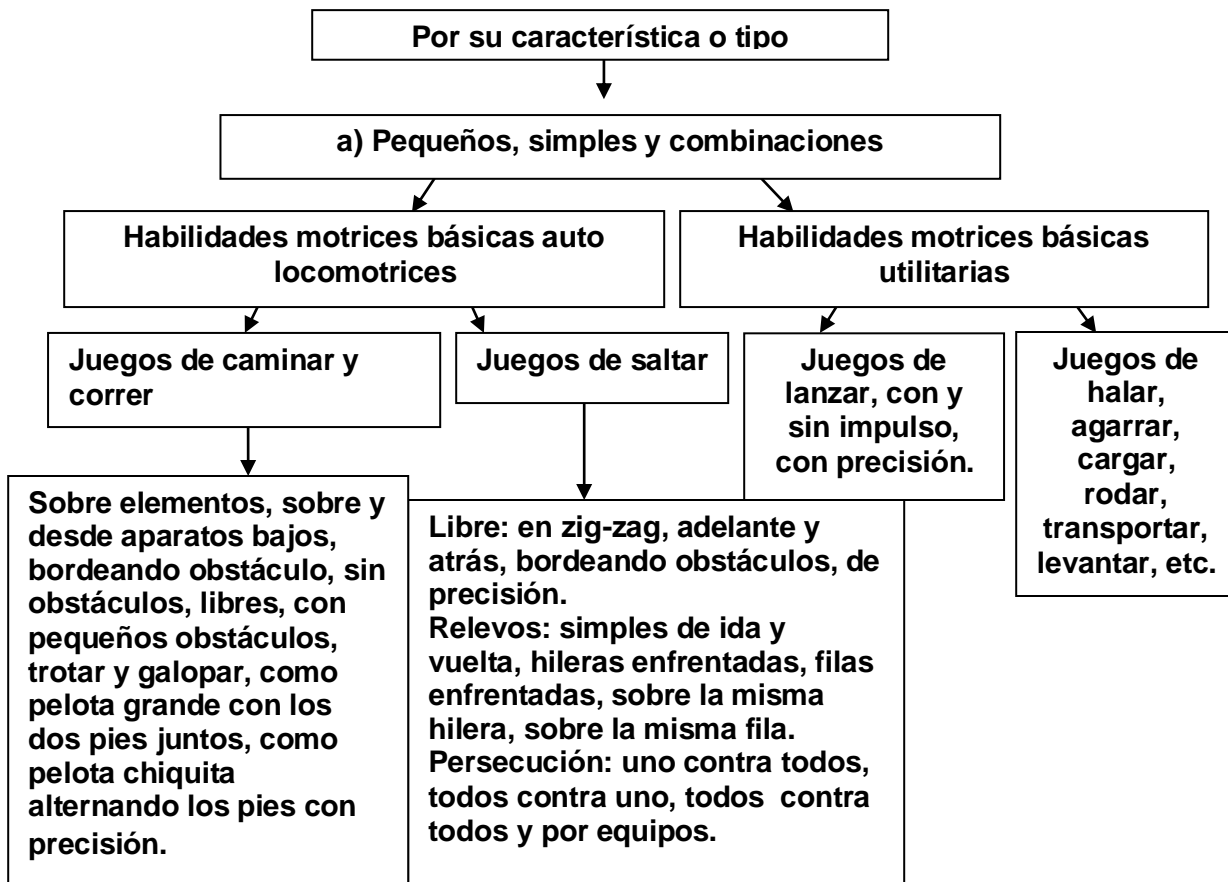 Por su característica o tipo
a) Pequeños, simples y combinaciones
Habilidades motrices básicas auto
locomotrices
Habilidades motrices básicas
utilitarias
Juegos de caminar y
correr
Juegos de saltar
Juegos de
lanzar, con y
sin impulso,
con precisión.
Juegos de
halar,
agarrar,
cargar,
rodar,
transportar,
levantar, etc.
Sobre elementos, sobre y
desde aparatos bajos,
bordeando obstáculo, sin
obstáculos, libres, con
pequeños obstáculos,
trotar y galopar, como
pelota grande con los
dos pies juntos, como
pelota chiquita
alternando los pies con
precisión.
Libre: en zig-zag, adelante y
atrás, bordeando obstáculos, de
precisión.
Relevos: simples de ida y
vuelta, hileras enfrentadas, filas
enfrentadas, sobre la misma
hilera, sobre la misma fila.
Persecución: uno contra todos,
todos contra uno, todos  contra
todos y por equipos.